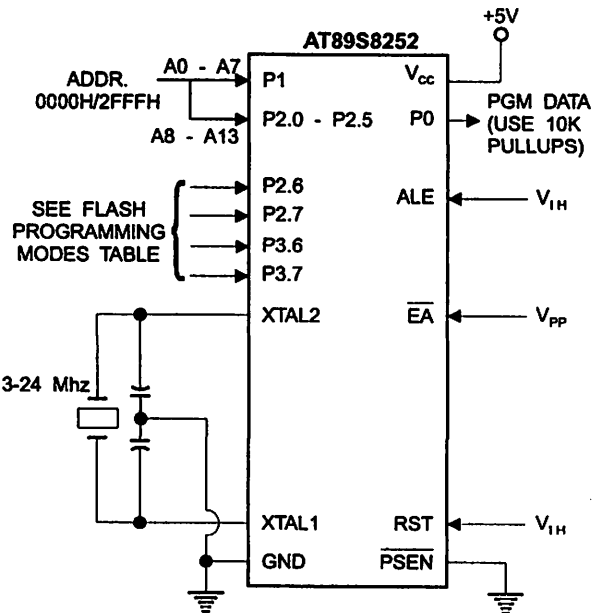 +5V
AT89S8252
A0 - A7
ADDR.
0000H/2FFFH
A8 - A13
P1
P2.0 - P2.5
VCC
P0
PGM DATA
(USE 10K
PULLUPS)
SEE FLASH
PROGRAMMING
MODES TABLE
P2.6
P2.7
P3.6
P3.7
ALE
VIH
XTAL2
EA
VPP
3-24 Mhz
XTAL1
RST
VIH
GND
PSEN